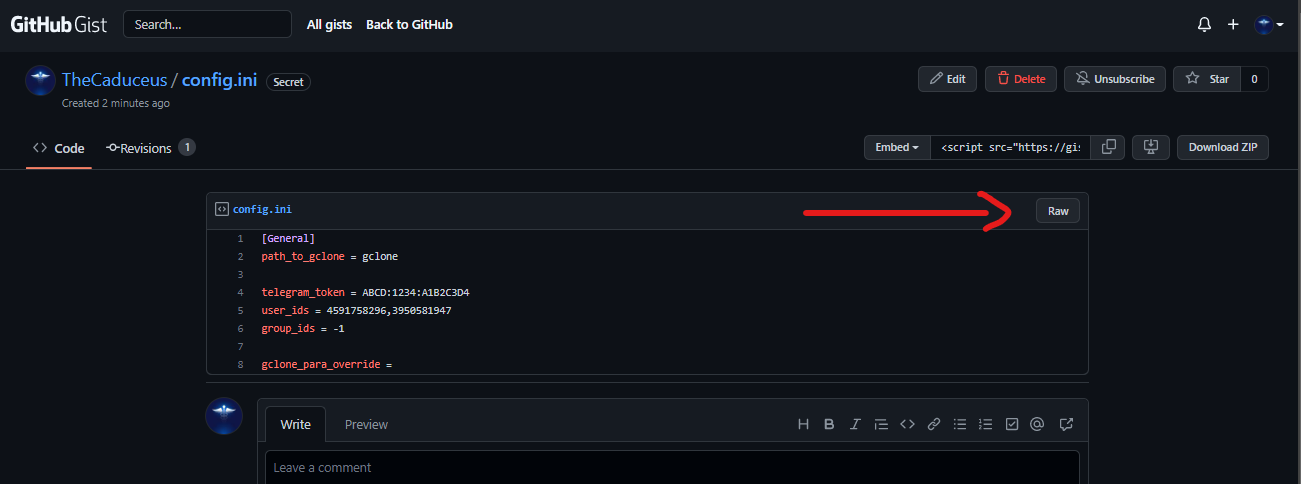 GitHub Gist Search... All gists Back to GitHub
TheCaduceus / config.ini Secret
Edit Delete Unsubscribe Star 0
Created 2 minutes ago
Code Revisions 1
Embed <script src="https://gis Download ZIP
config.ini Raw
1 [General]
2 path_to_gclone = gclone
3
4 telegram_token = ABCD:1234:A1B2C3D4
5 user_ids = 4591758296,3950581947
6 group_ids = -1
7
8 gclone_para_override =
Write Preview
Leave a comment